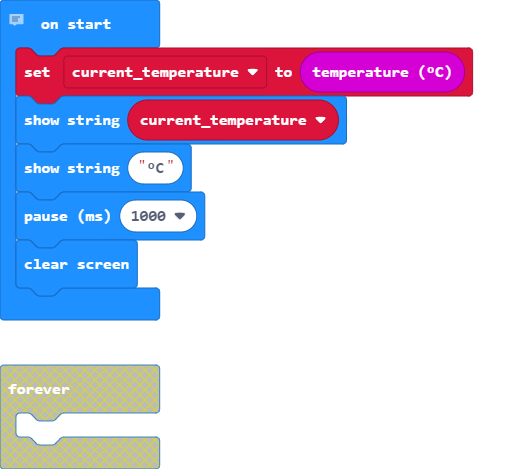 on start
set current_temperature to temperature (ºC)
show string current_temperature
show string "ºC"
pause (ms) 1000
clear screen
forever